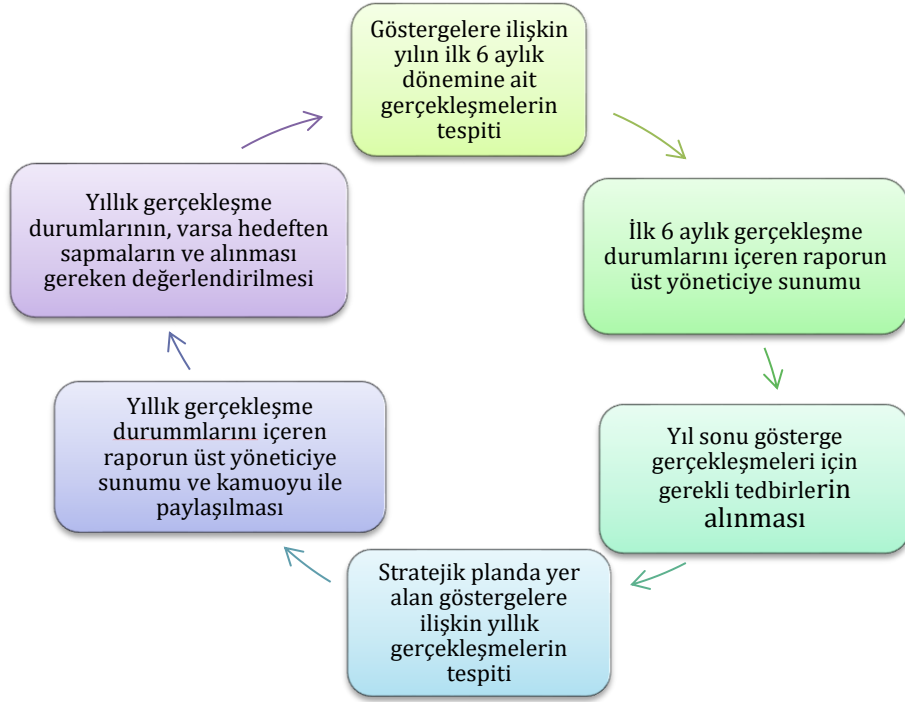 Göstergelere ilişkin
yılın ilk 6 aylık
dönemine ait
gerçekleşmelerin
tespiti
İlk 6 aylık gerçekleşme
durumlarını içeren raporun
üst yöneticiye sunumu
Yıl sonu gösterge
gerçekleşmeleri için
gerekli tedbirlerin
alınması
Stratejik planda yer
alan göstergelere
ilişkin yıllık
gerçekleşmelerin
tespiti
Yıllık gerçekleşme
durummlarını içeren
raporun üst yöneticiye
sunumu ve kamuoyu ile
paylaşılması
Yıllık gerçekleşme
durumlarının, varsa hedeften
sapmaların ve alınması
gereken değerlendirilmesi